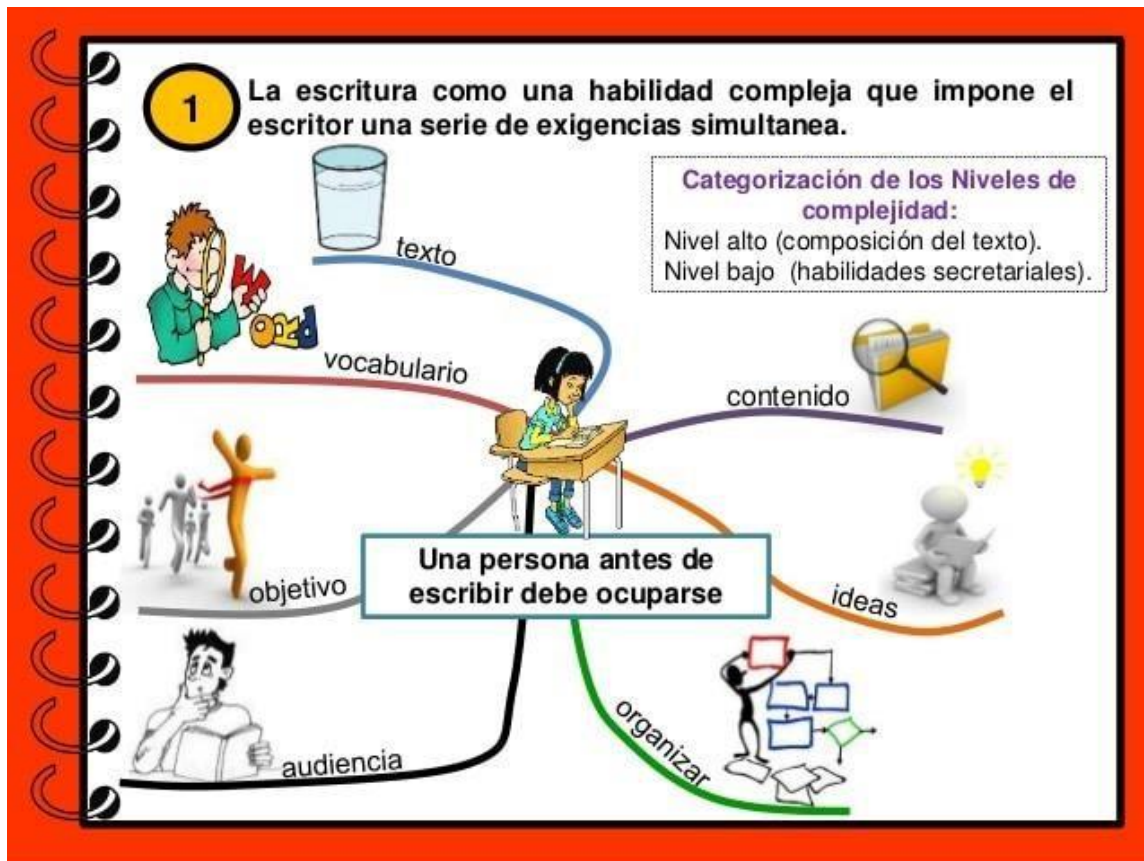 1
La escritura como una habilidad compleja que impone el
escritor una serie de exigencias simultanea.
Categorización de los Niveles de
complejidad:
Nivel alto (composición del texto).
Nivel bajo (habilidades secretariales).
texto
W
ORD
vocabulario
contenido
objetivo
Una persona antes de
escribir debe ocuparse
ideas
audiencia
organizar